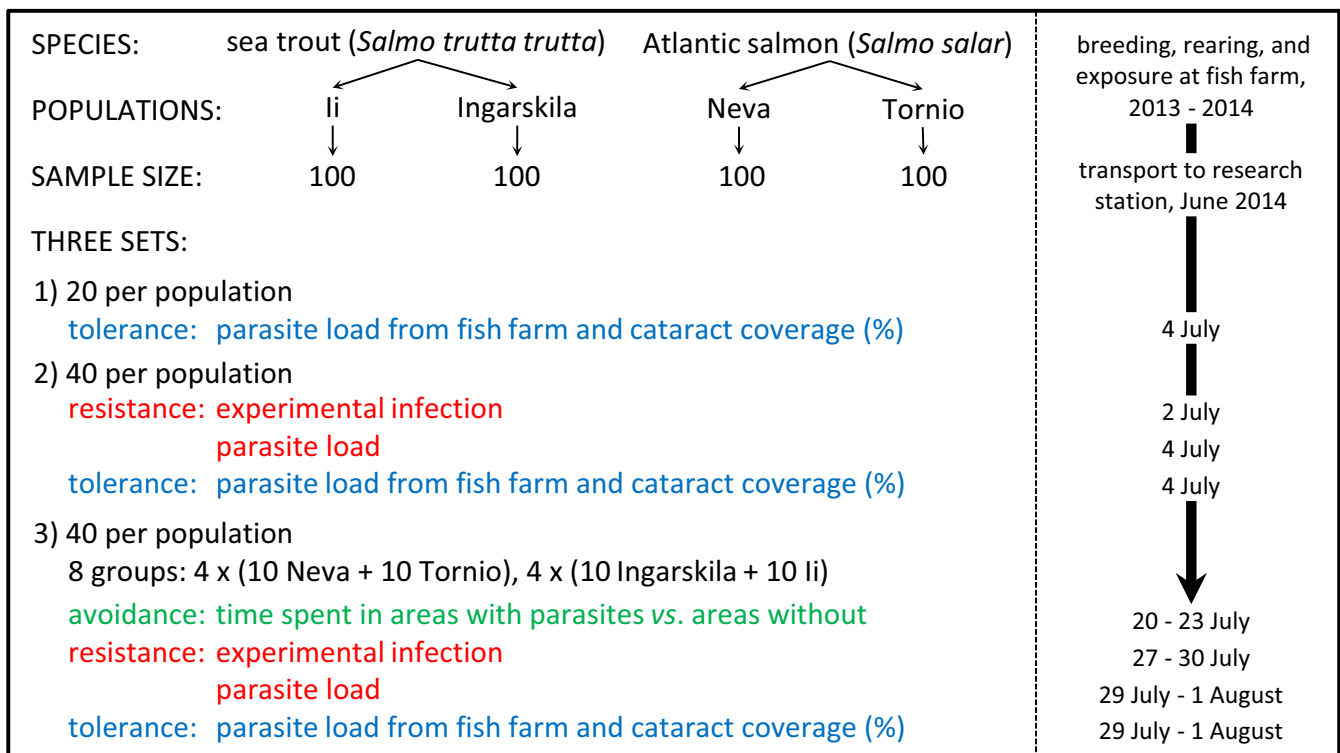 SPECIES: sea trout (Salmo trutta trutta) Atlantic salmon (Salmo salar)
POPULATIONS: Ii Ingarskila Neva Tornio
SAMPLE SIZE: 100 100 100 100
THREE SETS:
1) 20 per population
tolerance: parasite load from fish farm and cataract coverage (%)
2) 40 per population
resistance: experimental infection
parasite load
tolerance: parasite load from fish farm and cataract coverage (%)
3) 40 per population
8 groups: 4 x (10 Neva + 10 Tornio), 4 x (10 Ingarskila + 10 Ii)
avoidance: time spent in areas with parasites vs. areas without
resistance: experimental infection
parasite load
tolerance: parasite load from fish farm and cataract coverage (%)
breeding, rearing, and
exposure at fish farm,
2013 - 2014
transport to research
station, June 2014
4 July
2 July
4 July
4 July
20 - 23 July
27 - 30 July
29 July - 1 August
29 July - 1 August